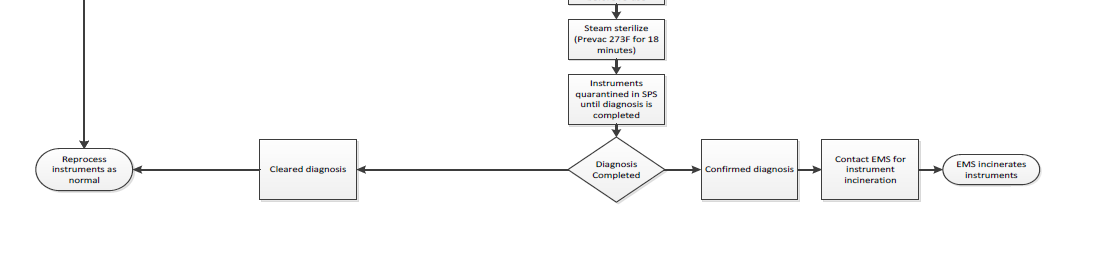 Steam sterilize
(Prevac 273F for 18
minutes)
Instruments
quarantined in SPS
until diagnosis is
completed
Reprocess
instruments as
normal
Cleared diagnosis
Diagnosis
Completed
Confirmed diagnosis
Contact EMS for
instrument
incineration
EMS incinerates
instruments